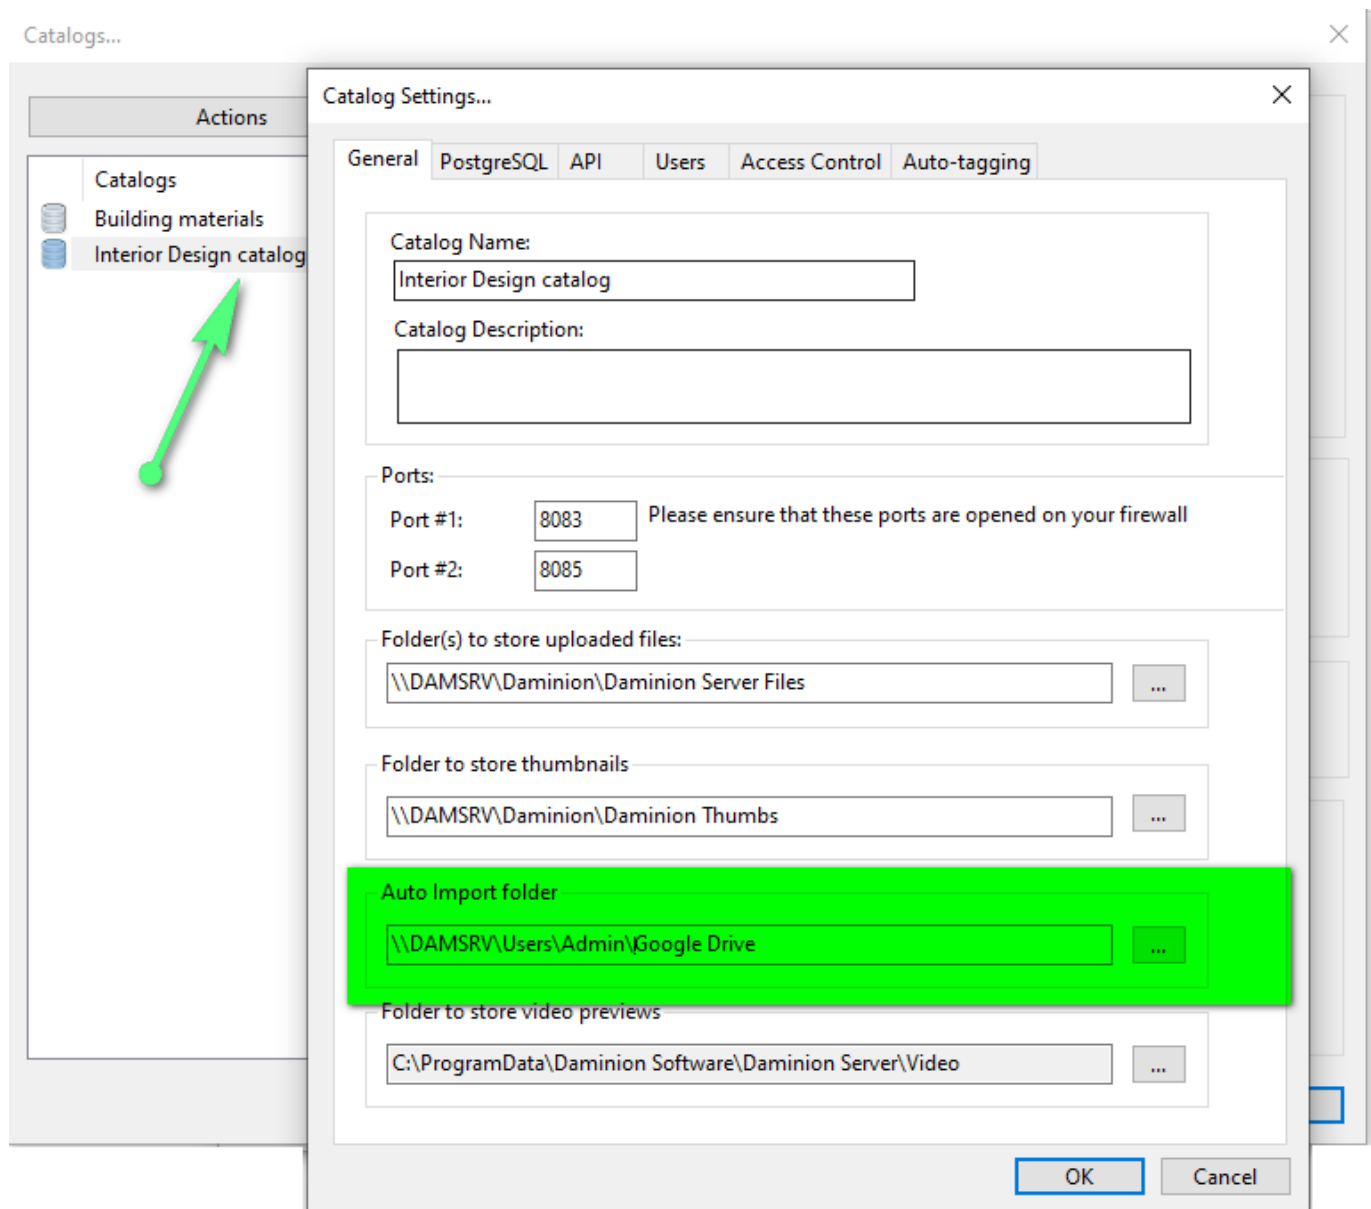 Catalogs...
Actions
Catalogs
Building materials
Interior Design catalog
Catalog Settings...
General PostgreSQL API Users Access Control Auto-tagging
Catalog Name:
Interior Design catalog
Catalog Description:
Ports:
Port #1: 8083 Please ensure that these ports are opened on your firewall
Port #2: 8085
Folder(s) to store uploaded files:
\\DAMSRV\Daminion\Daminion Server Files ...
Folder to store thumbnails
\\DAMSRV\Daminion\Daminion Thumbs ...
Auto Import folder
\\DAMSRV\Users\Admin\Google Drive ...
Folder to store video previews
C:\ProgramData\Daminion Software\Daminion Server\Video ...
OK Cancel